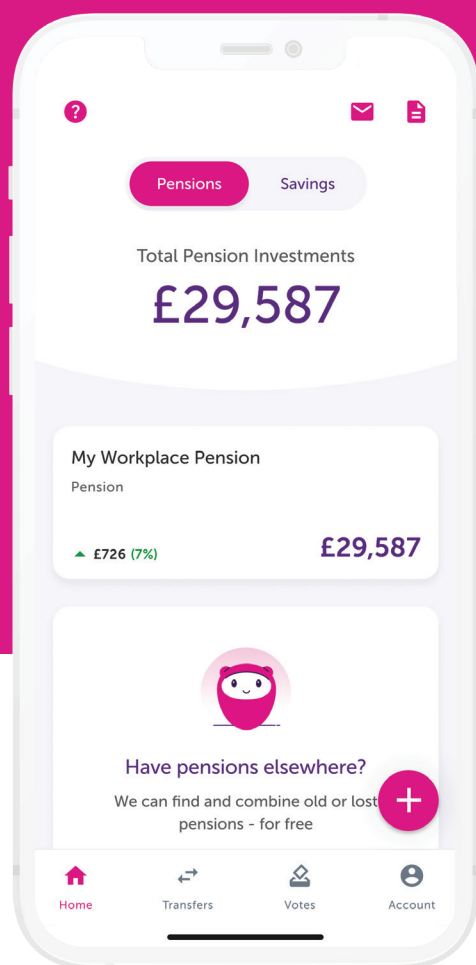 Pensions Savings
Total Pension Investments
£29,587
My Workplace Pension
Pension
£726 (7%) £29,587
Have pensions elsewhere?
We can find and combine old or lost
pensions - for free
Home Transfers Votes Account